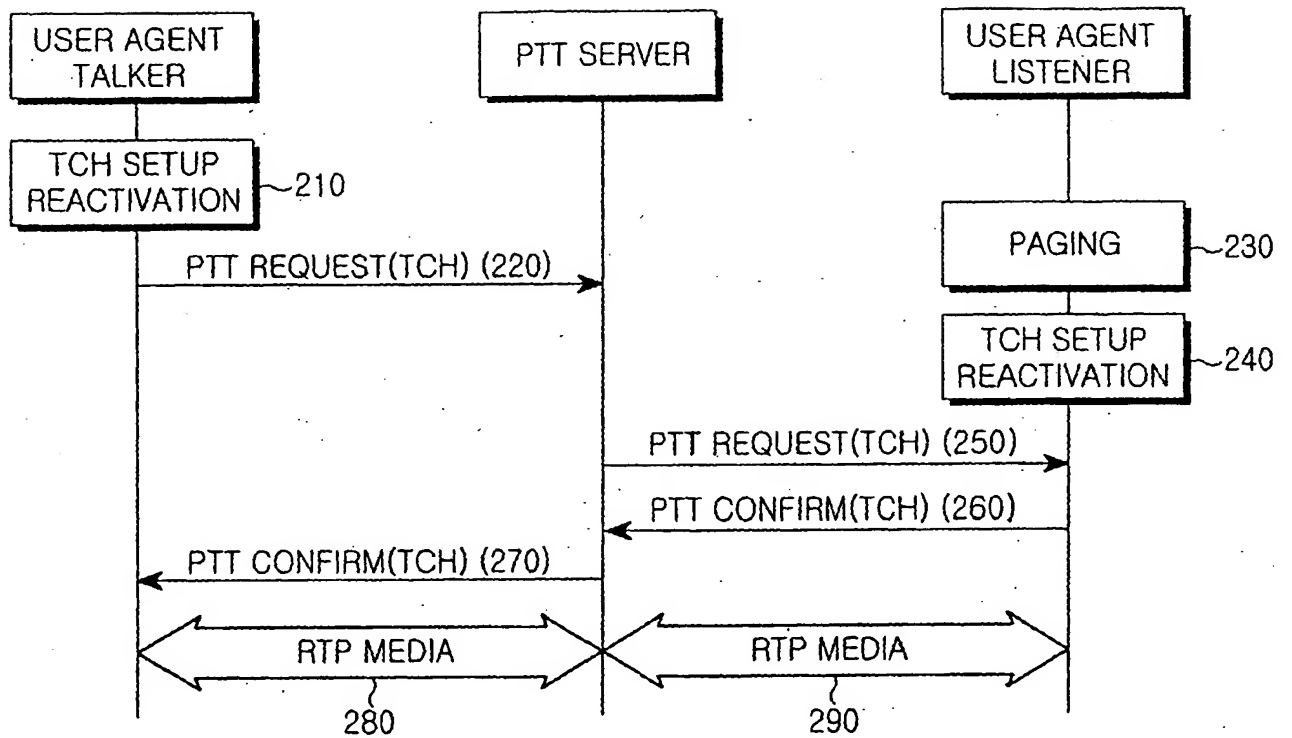 USER AGENT
TALKER
PTT SERVER
USER AGENT
LISTENER
TCH SETUP
REACTIVATION
210
PAGING
230
PTT REQUEST(TCH) (220)
TCH SETUP
REACTIVATION
240
PTT REQUEST(TCH) (250)
PTT CONFIRM(TCH) (260)
PTT CONFIRM(TCH) (270)
RTP MEDIA
RTP MEDIA
280
290